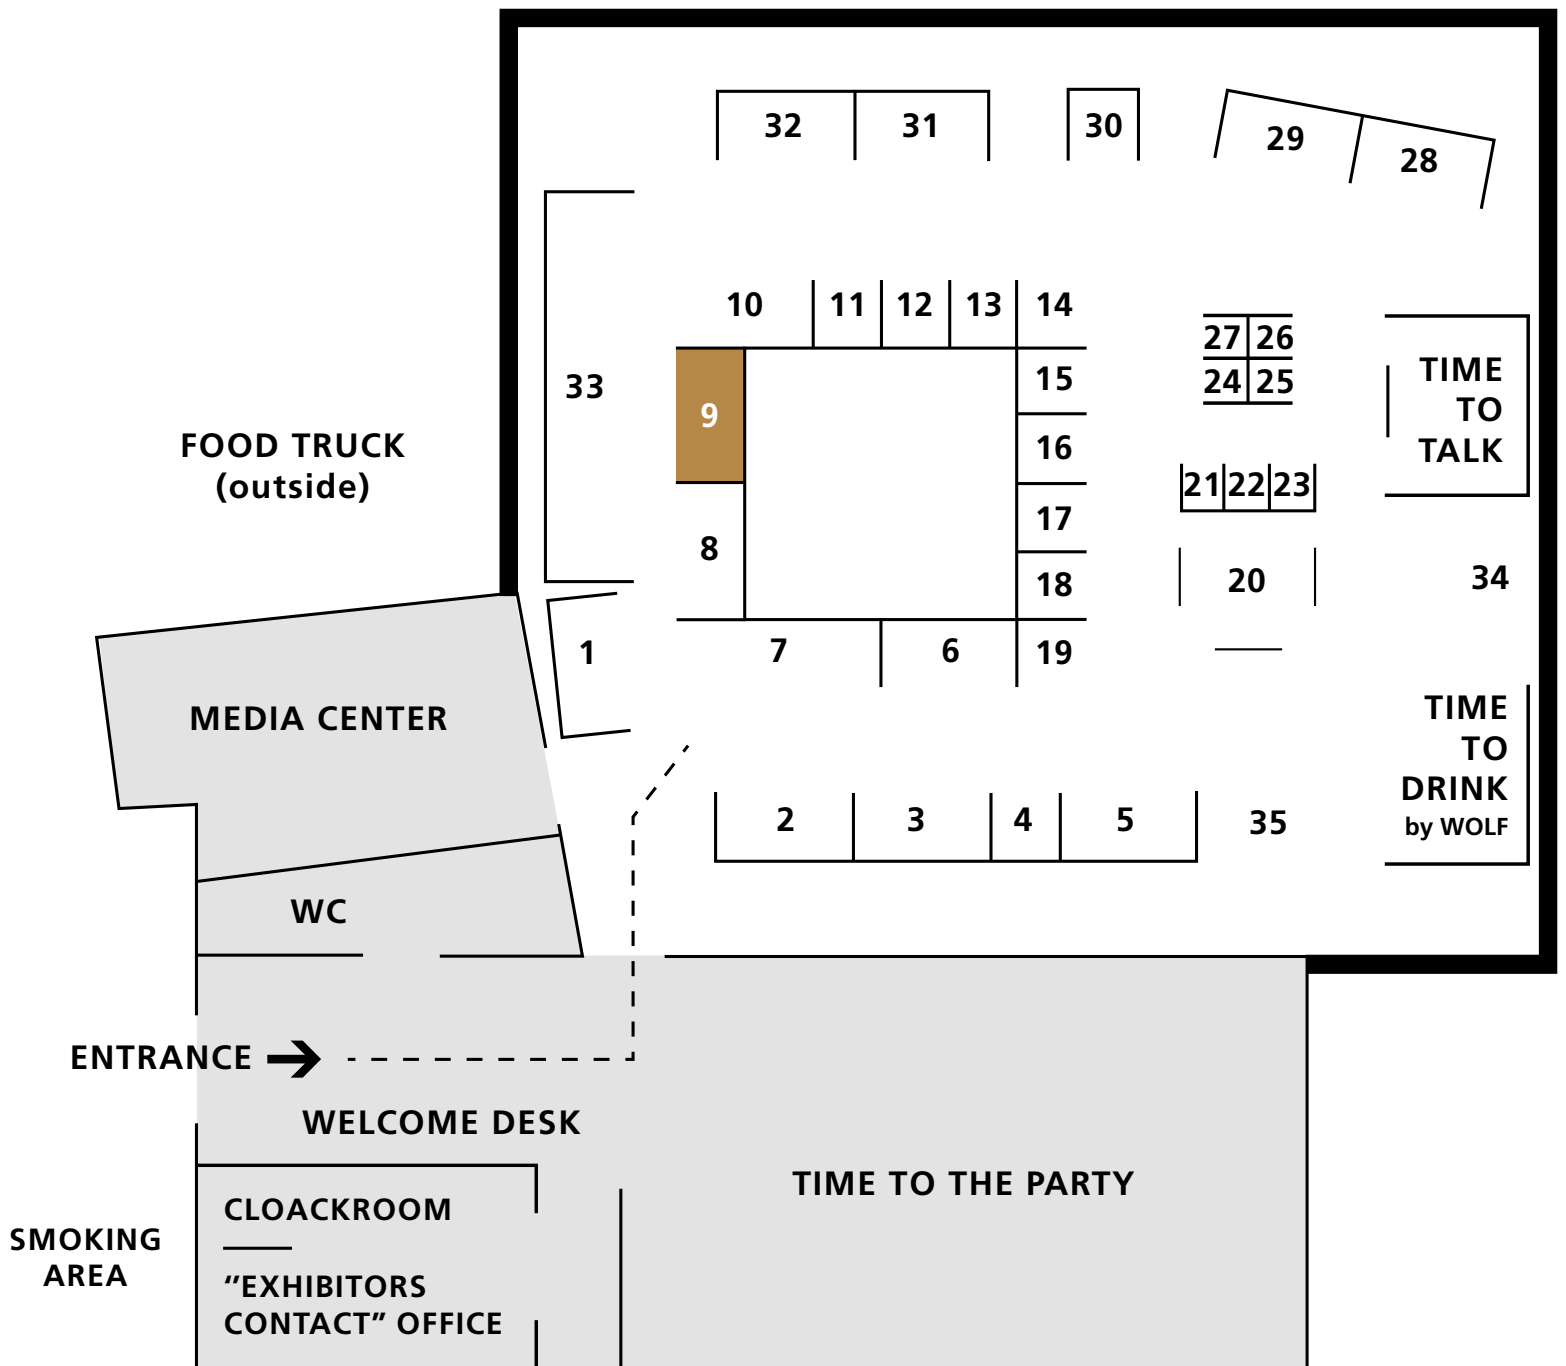 32
31
30
29
28
10
11
12
13
14
27
26
33
9
15
24
25
TIME
TO
TALK
FOOD TRUCK
(outside)
16
21
22
23
8
17
18
20
34
1
7
6
19
MEDIA CENTER
TIME
TO
DRINK
by WOLF
2
3
4
5
35
WC
ENTRANCE
WELCOME DESK
TIME TO THE PARTY
CLOACKROOM
SMOKING
AREA
‘’EXHIBITORS
CONTACT” OFFICE